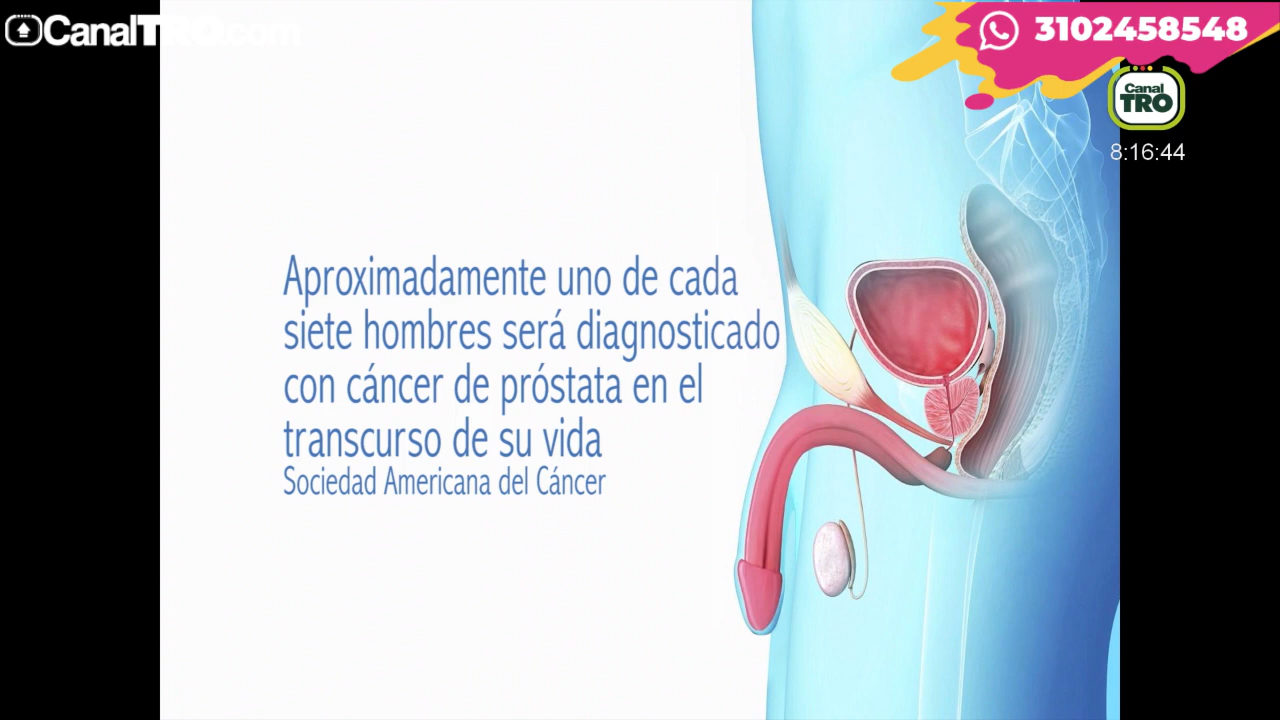 CanalTRO.com
3102458548
Canal
TRO
8:16:44
Aproximadamente uno de cada
siete hombres será diagnosticado
con cáncer de próstata en el
transcurso de su vida
Sociedad Americana del Cáncer